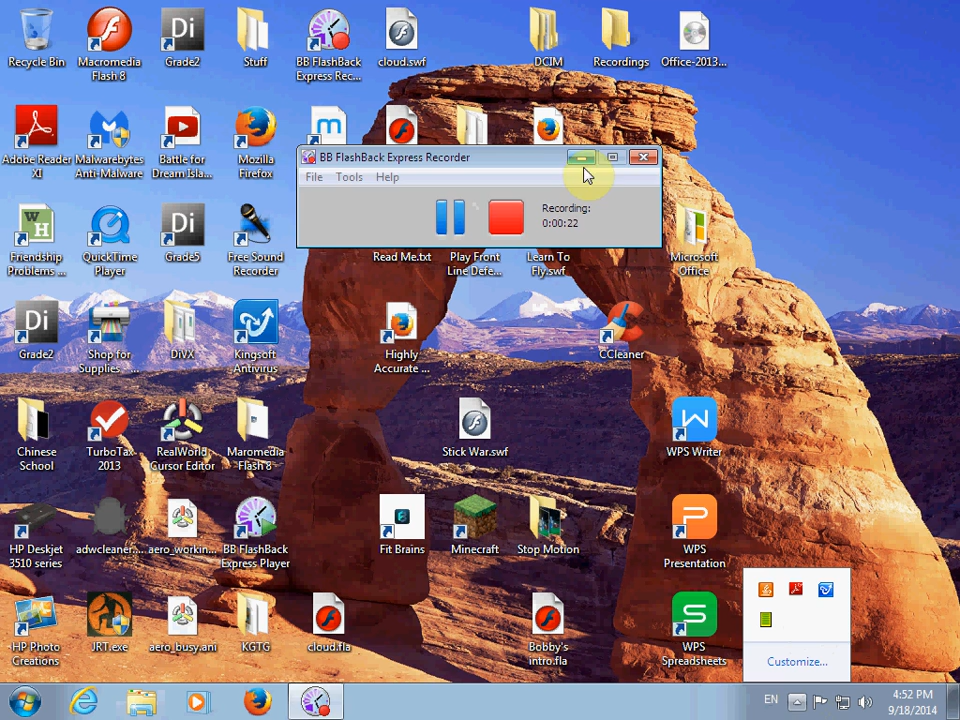 Recycle Bin
Macromedia
Flash 8
Di
Grade2
Stuff
BB FlashBack
Express Rec...
cloud.swf
DCIM
Recordings
Office-2013...
Adobe Reader
XI
Malwarebytes
Anti-Malware
Battle for
Dream Isla...
Mozilla
Firefox
m
BB FlashBack Express Recorder
File Tools Help
Recording:
0:00:22
W H
Friendship
Problems ...
QuickTime
Player
Di
Grade5
Free Sound
Recorder
Read Me.txt
Play Front
Line Defe...
Learn To
Fly.swf
Microsoft
Office
Di
Grade2
Shop for
Supplies - ...
DiVX
Kingsoft
Antivirus
Highly
Accurate ...
CCleaner
Chinese
School
TurboTax
2013
RealWorld
Cursor Editor
Maromedia
Flash 8
Stick War.swf
W
WPS Writer
HP Deskjet
3510 series
adwcleaner....
aero_workin...
BB FlashBack
Express Player
Fit Brains
Minecraft
Stop Motion
P
WPS
Presentation
HP Photo
Creations
JRT.exe
aero_busy.ani
KGTG
cloud.fla
Bobby's
intro.fla
S
WPS
Spreadsheets
Customize...
EN
4:52 PM
9/18/2014